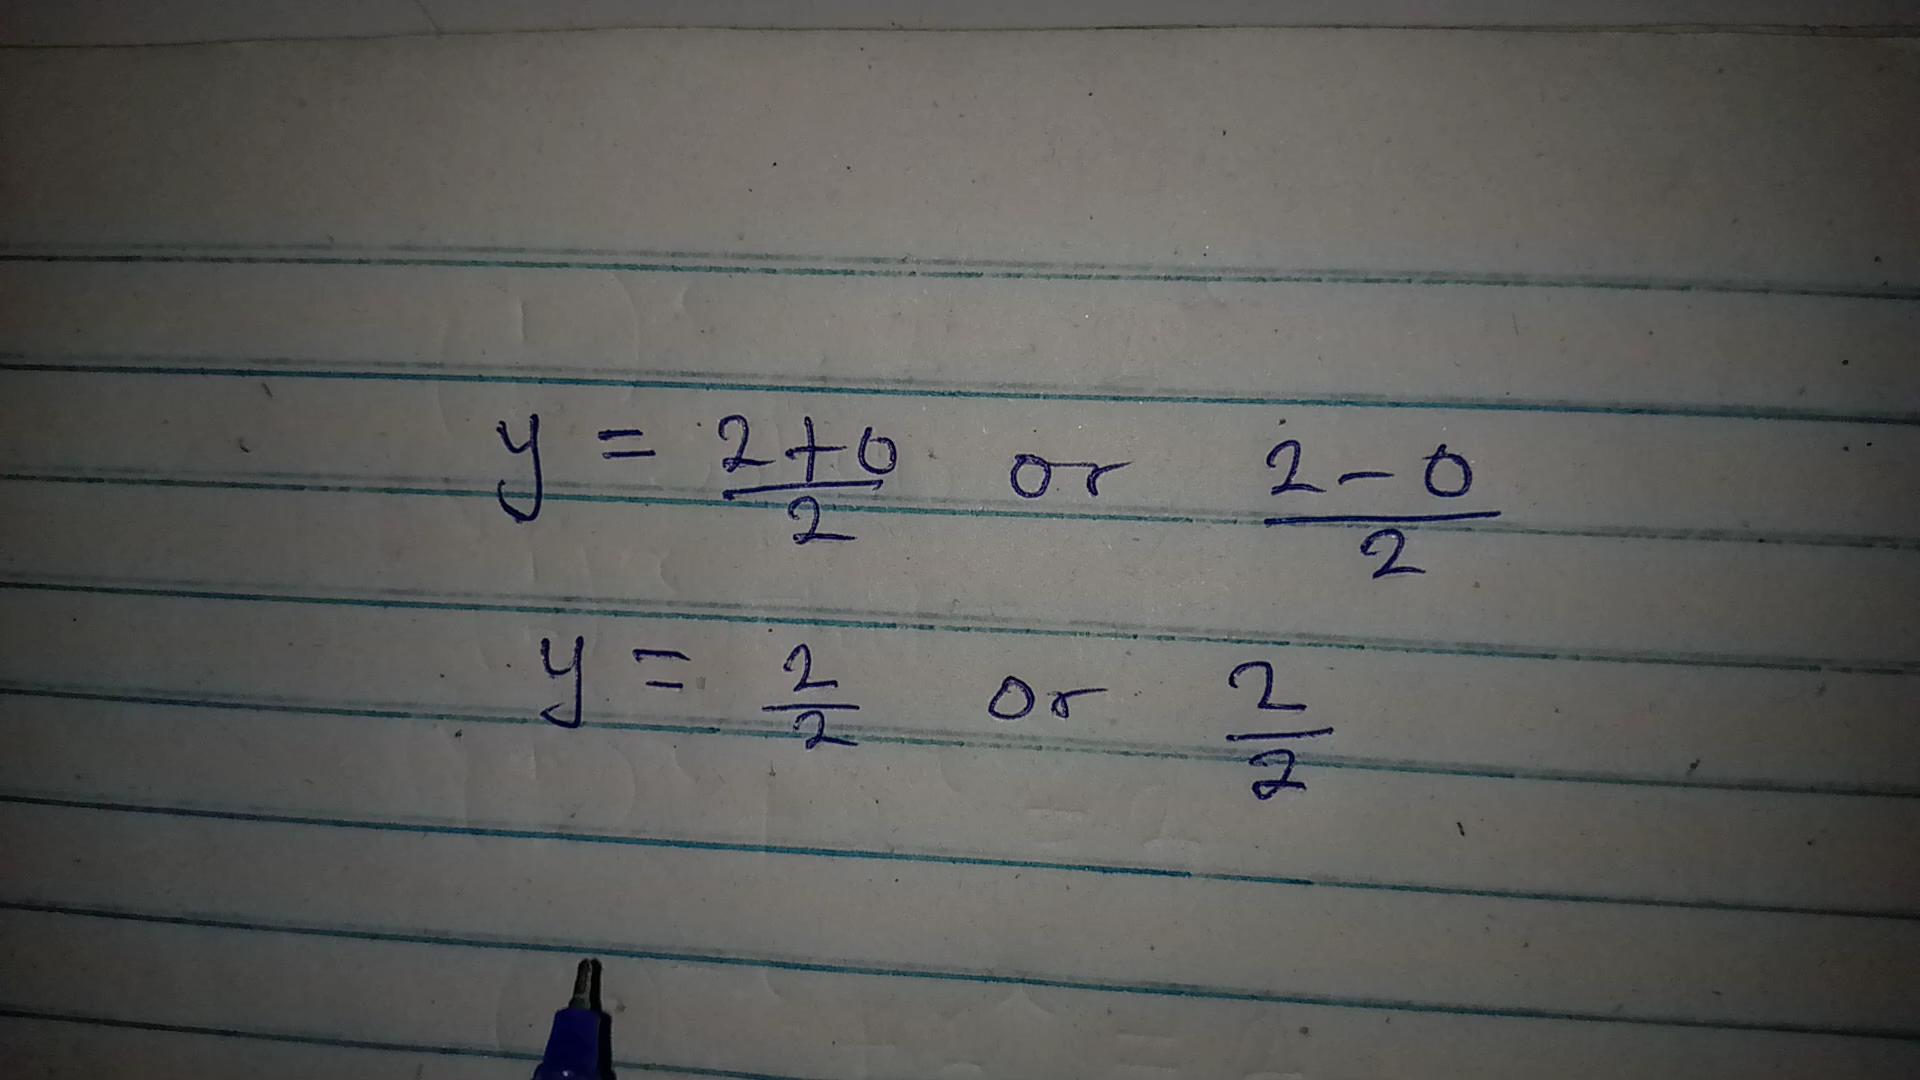 y = (2+0)/2 or (2-0)/2
y = 2/2 or 2/2